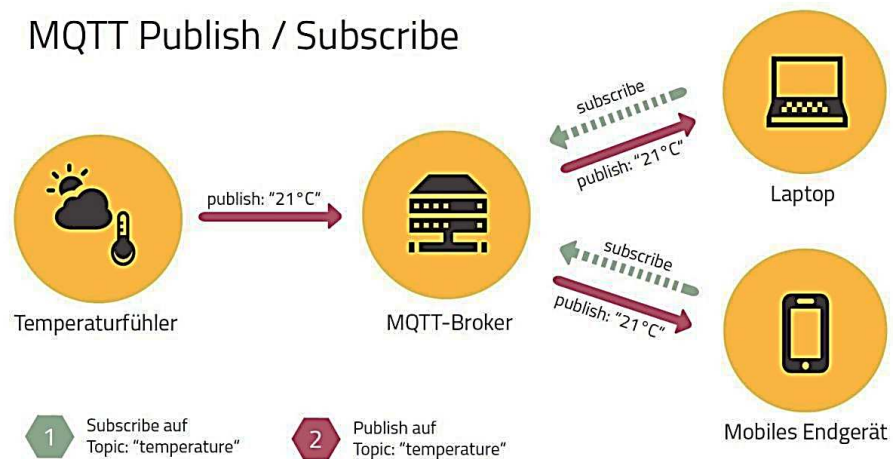 MQTT Publish / Subscribe
subscribe
publish: "21°C"
Laptop
publish: "21°C"
subscribe
publish: "21°C"
Temperaturfühler
MQTT-Broker
Mobiles Endgerät
1
Subscribe auf
Topic: "temperature"
2
Publish auf
Topic: "temperature"